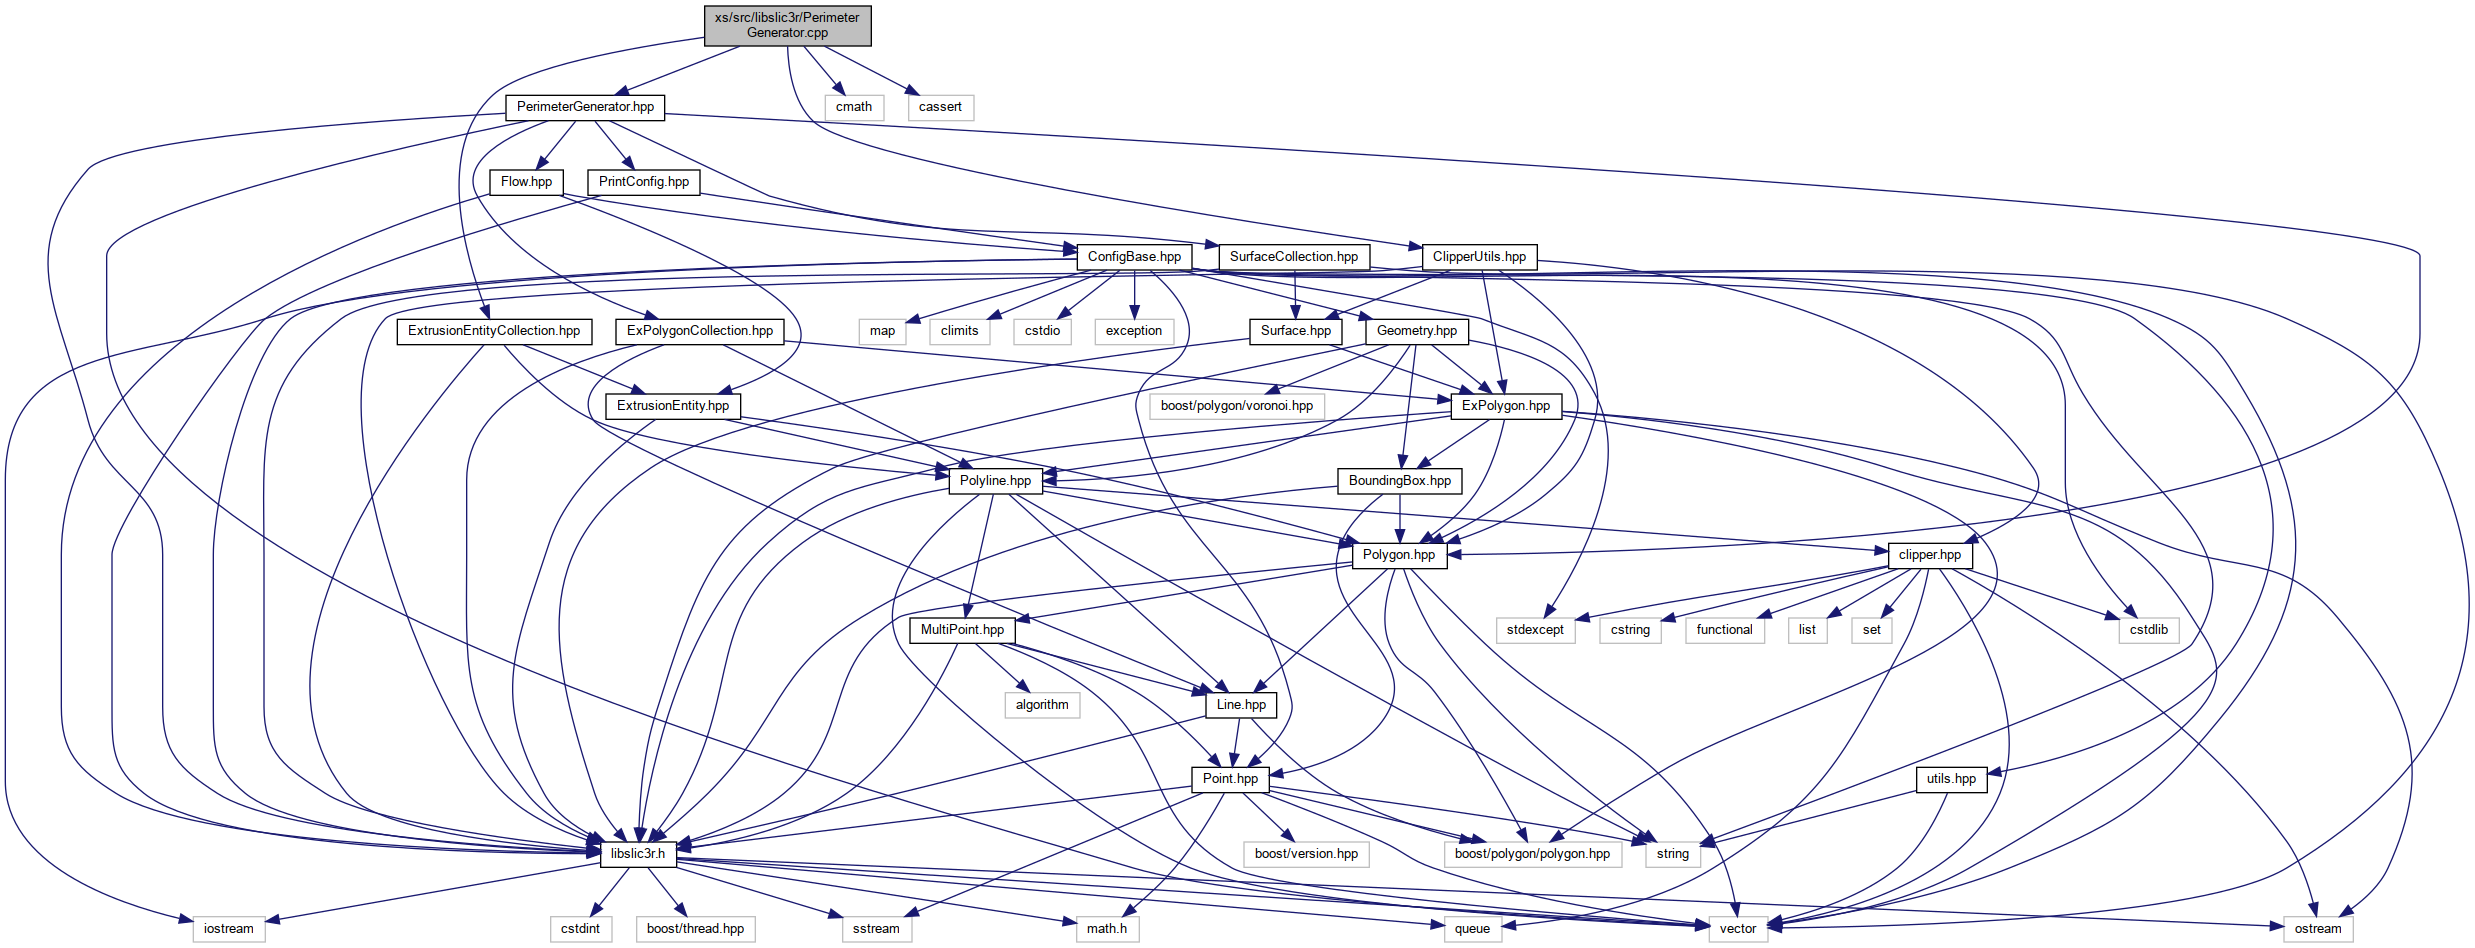 xs/src/libslic3r/Perimeter
Generator.cpp
PerimeterGenerator.hpp
cmath
cassert
Flow.hpp
PrintConfig.hpp
ConfigBase.hpp
SurfaceCollection.hpp
ClipperUtils.hpp
ExtrusionEntityCollection.hpp
ExPolygonCollection.hpp
map
climits
cstdio
exception
Surface.hpp
Geometry.hpp
ExtrusionEntity.hpp
boost/polygon/voronoi.hpp
ExPolygon.hpp
Polyline.hpp
BoundingBox.hpp
Polygon.hpp
clipper.hpp
MultiPoint.hpp
stdexcept
cstring
functional
list
set
cstdlib
algorithm
Line.hpp
Point.hpp
utils.hpp
libslic3r.h
boost/version.hpp
boost/polygon/polygon.hpp
string
iostream
cstdint
boost/thread.hpp
sstream
math.h
queue
vector
ostream